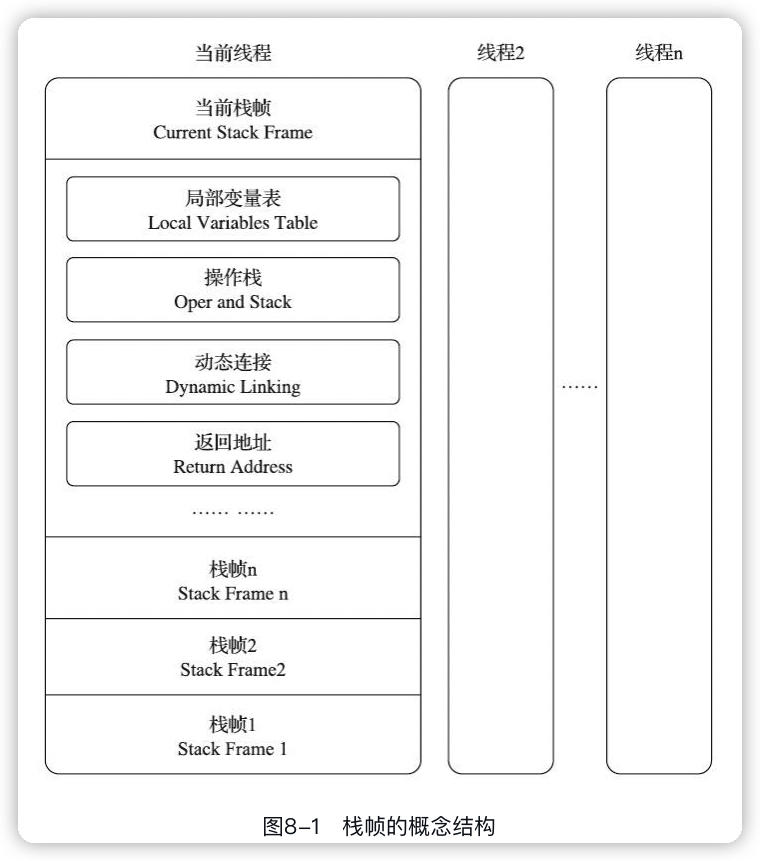 当前线程
线程2
线程n
当前栈帧
Current Stack Frame
局部变量表
Local Variables Table
操作栈
Oper and Stack
动态连接
Dynamic Linking
……
返回地址
Return Address
…… ……
栈帧n
Stack Frame n
栈帧2
Stack Frame2
栈帧1
Stack Frame 1
图8-1 栈帧的概念结构